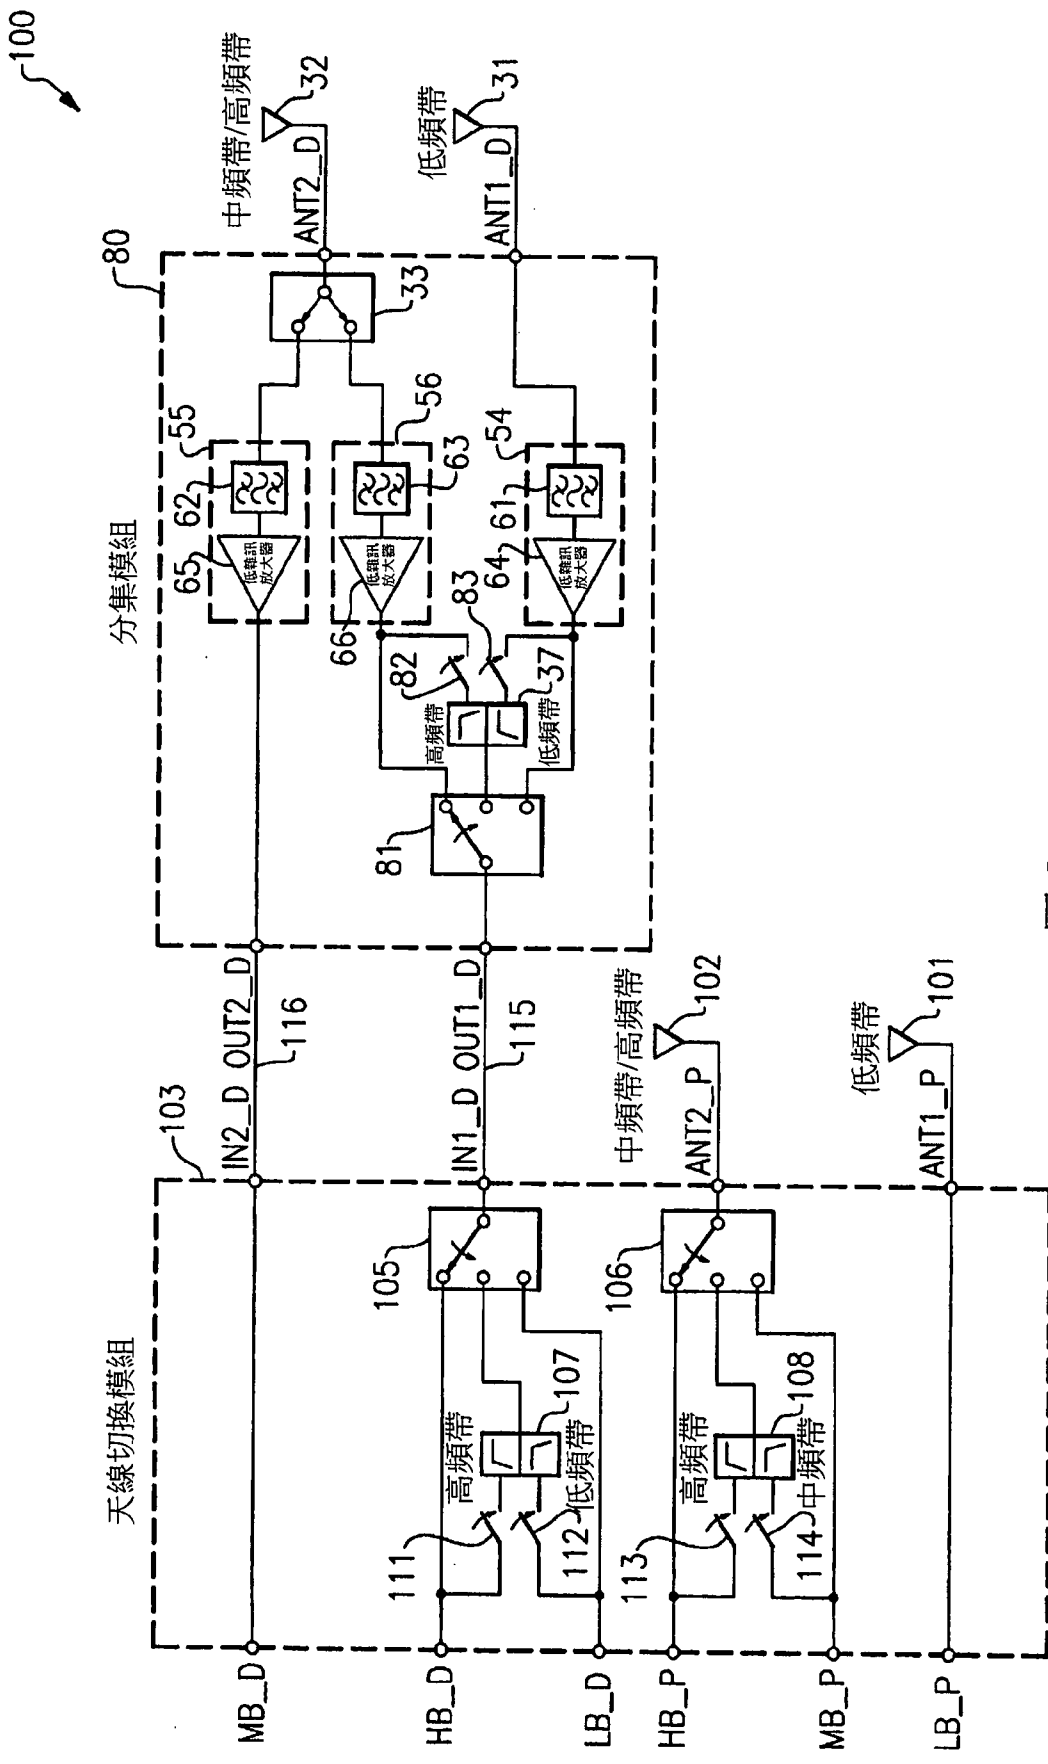 100
天線切換模組
103
MB_D
HB_D
LB_D
HB_P
MB_P
LB_P
111
高頻帶
107
112
低頻帶
105
113
高頻帶
108
114
中頻帶
106
IN2_D OUT2_D
116
IN1_D OUT1_D
115
中頻帶/高頻帶
ANT2_P
102
低頻帶
ANT1_P
101
分集模組
80
55
62
65
低雜訊
放大器
56
63
66
低雜訊
放大器
54
61
64
低雜訊
放大器
33
81
82
83
高頻帶
低頻帶
37
中頻帶/高頻帶
ANT2_D
32
低頻帶
ANT1_D
31